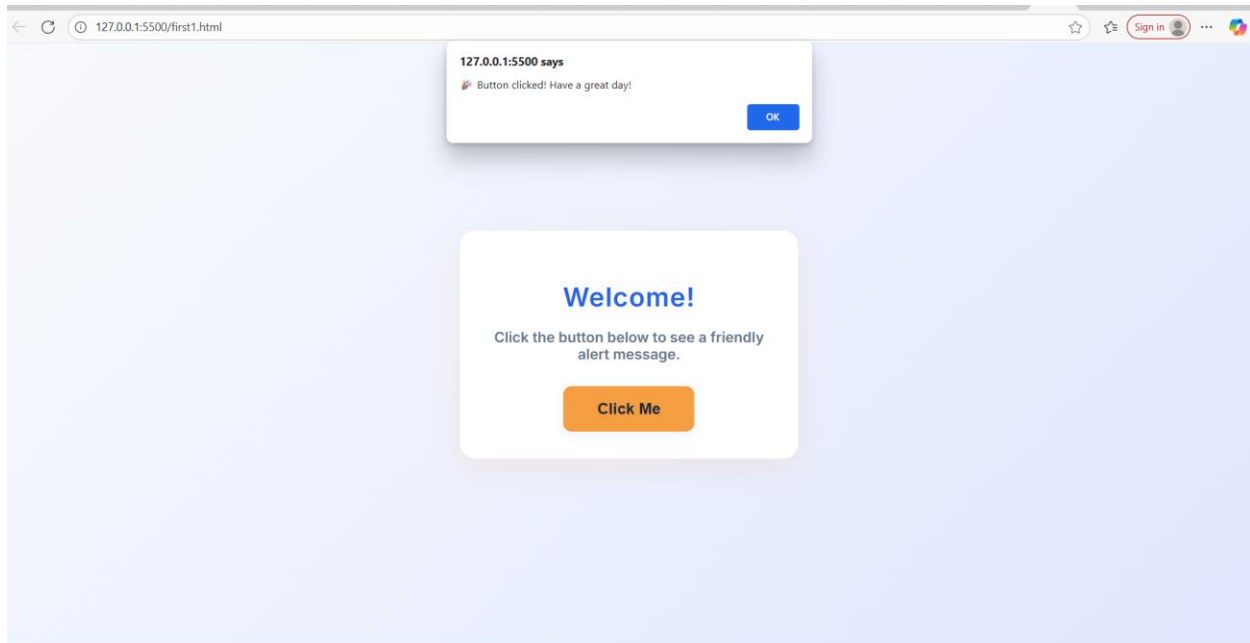 127.0.0.1:5500/first1.html
Sign in
127.0.0.1:5500 says
🎉 Button clicked! Have a great day!
OK
Welcome!
Click the button below to see a friendly
alert message.
Click Me